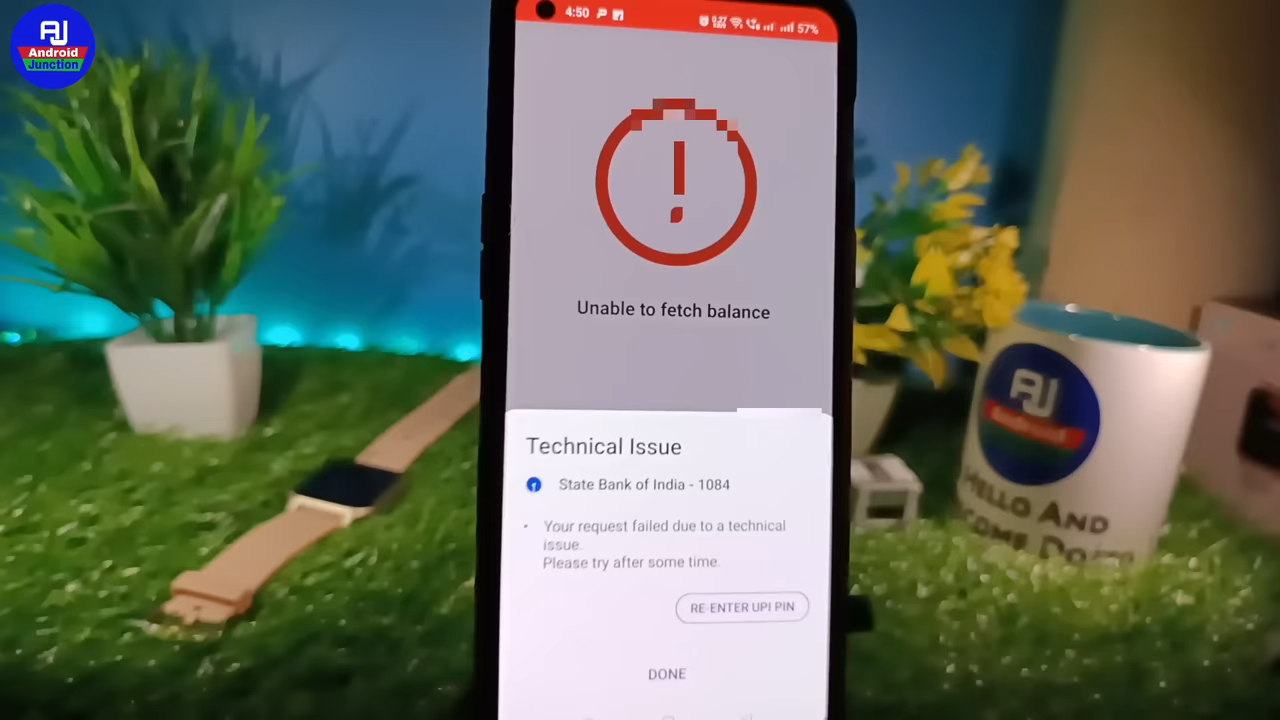 AJ
Android
Junction
4:50
57%
Unable to fetch balance
Technical Issue
State Bank of India - 1084
Your request failed due to a technical
issue.
Please try after some time.
RE-ENTER UPI PIN
DONE
AJ
Android
HELLO AND